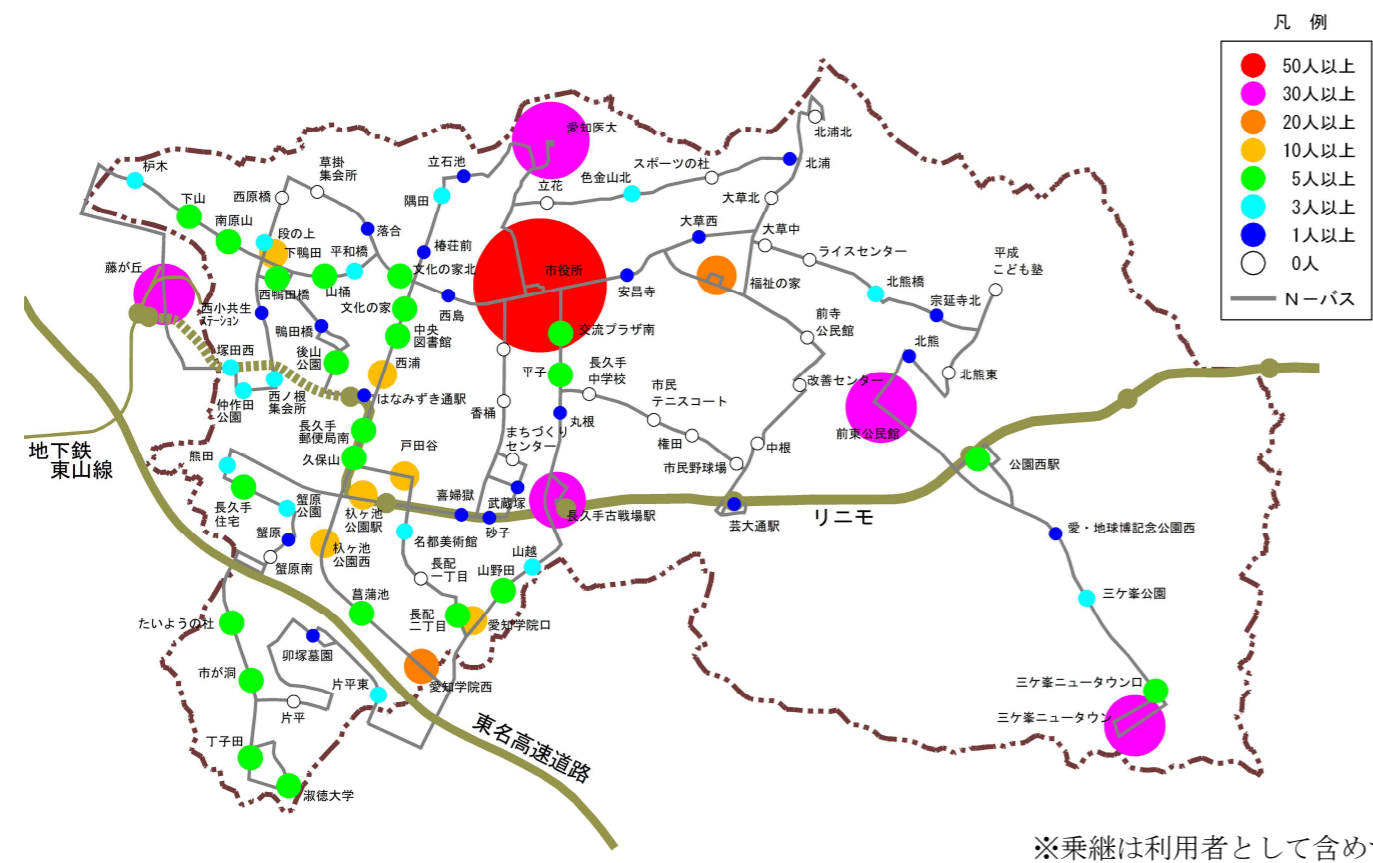 凡 例
50人以上
30人以上
20人以上
10人以上
5人以上
3人以上
1人以上
0人
N-バス
愛知医大
北浦北
立石池
スポーツの杜
北浦
草掛
集会所
枦木
西原橋
隅田
立花
色金山北
下山
大草北
南原山
段の上
落合
大草西
大草中
下鴨田
平和橋
椿荘前
ライスセンター
藤が丘
文化の家北
市役所
平成
こども塾
西鴨田橋
山桶
安昌寺
福祉の家
北熊橋
西小共生
ステーション
文化の家
西島
宗延寺北
鴨田橋
中央
図書館
交流プラザ南
前寺
公民館
北熊
塚田西
後山
公園
西浦
平子
長久手
中学校
改善センター
北熊東
仲作田
公園
西ノ根
集会所
はなみずき通駅
香桶
市民
テニスコート
丸根
前東公民館
長久手
郵便局南
まちづくり
センター
権田
地下鉄
東山線
熊田
久保山
戸田谷
市民野球場
中根
公園西駅
長久手
住宅
蟹原
公園
杁ヶ池
公園駅
喜婦獄
武蔵塚
長久手古戦場駅
リニモ
蟹原
砂子
芸大通駅
愛・地球博記念公園西
蟹原南
杁ヶ池
公園西
名都美術館
山越
長配
一丁目
山野田
三ケ峯公園
菖蒲池
たいようの杜
長配
二丁目
愛知学院口
卯塚墓園
市が洞
片平東
愛知学院西
三ケ峯ニュータウン口
片平
三ケ峯ニュータウン
丁子田
東名高速道路
淑徳大学
※乗継は利用者として含めず